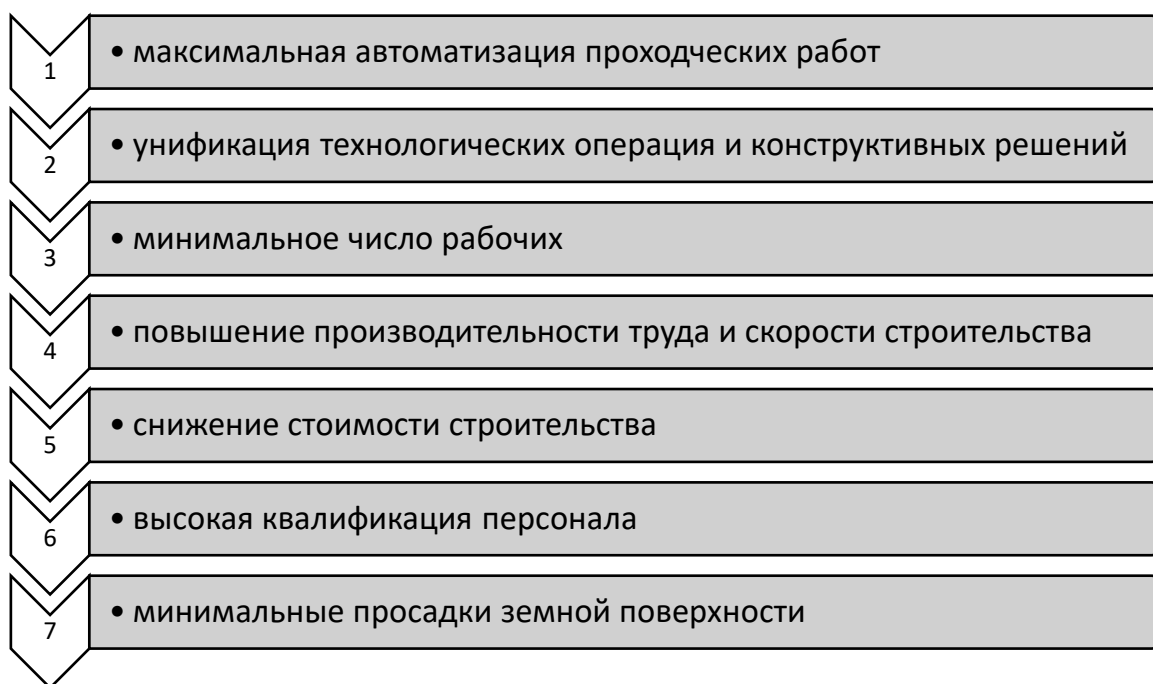 1 • максимальная автоматизация проходческих работ
2 • унификация технологических операция и конструктивных решений
3 • минимальное число рабочих
4 • повышение производительности труда и скорости строительства
5 • снижение стоимости строительства
6 • высокая квалификация персонала
7 • минимальные просадки земной поверхности